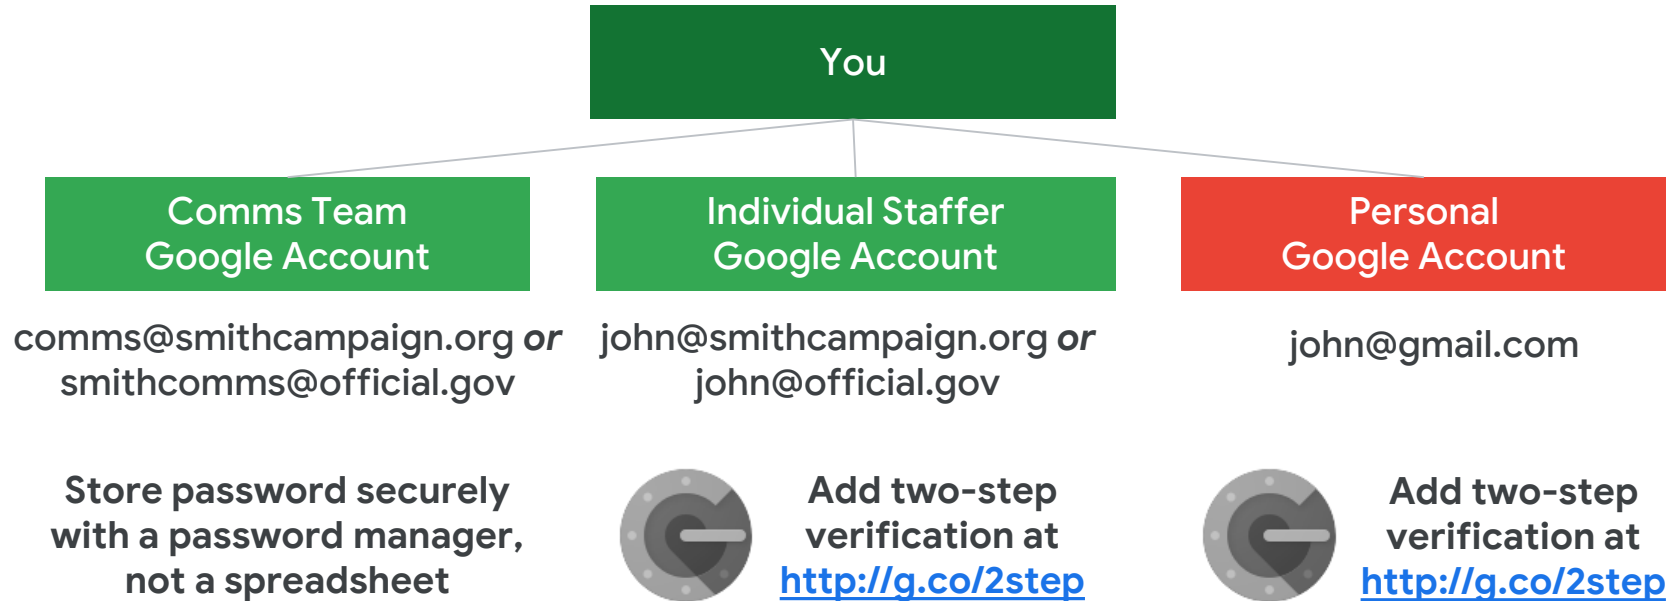 You
Comms Team
Google Account
Individual Staffer
Google Account
Personal
Google Account
comms@smithcampaign.org or
smithcomms@official.gov
john@smithcampaign.org or
john@official.gov
john@gmail.com
Store password securely
with a password manager,
not a spreadsheet
Add two-step
verification at
http://g.co/2step
Add two-step
verification at
http://g.co/2step